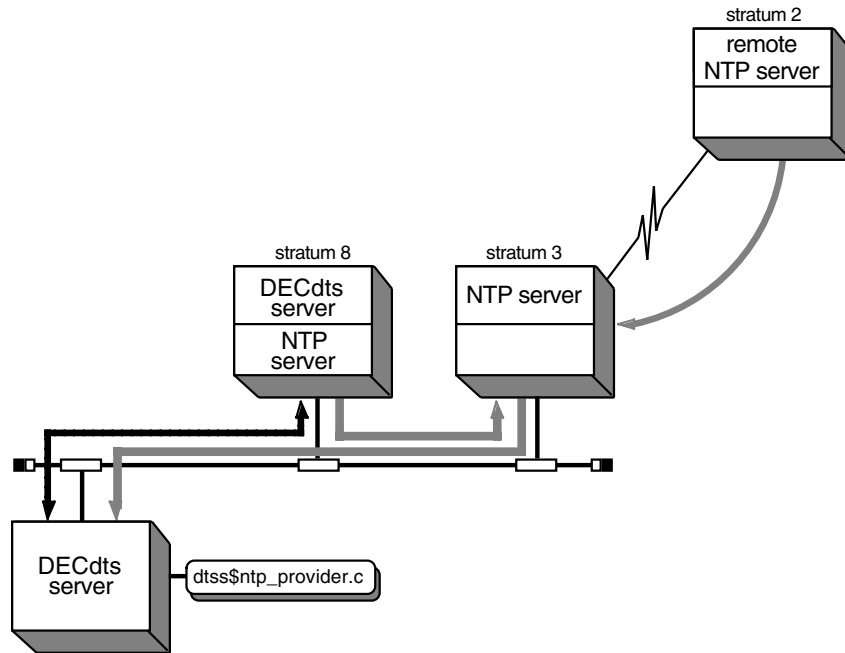 stratum 2
remote
NTP server
stratum 8
stratum 3
DECdts
server
NTP server
NTP
server
DECdts
server
dtss$ntp_provider.c